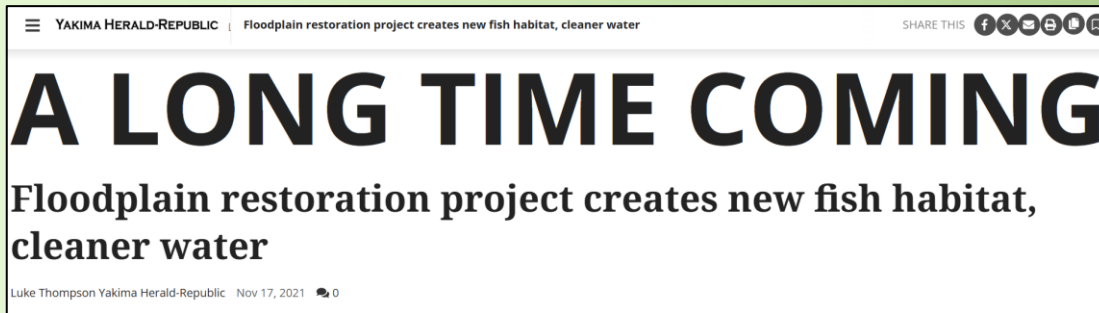 YAKIMA HERALD-REPUBLIC Floodplain restoration project creates new fish habitat, cleaner water SHARE THIS
A LONG TIME COMING
Floodplain restoration project creates new fish habitat,
cleaner water
Luke Thompson Yakima Herald-Republic Nov 17, 2021 0